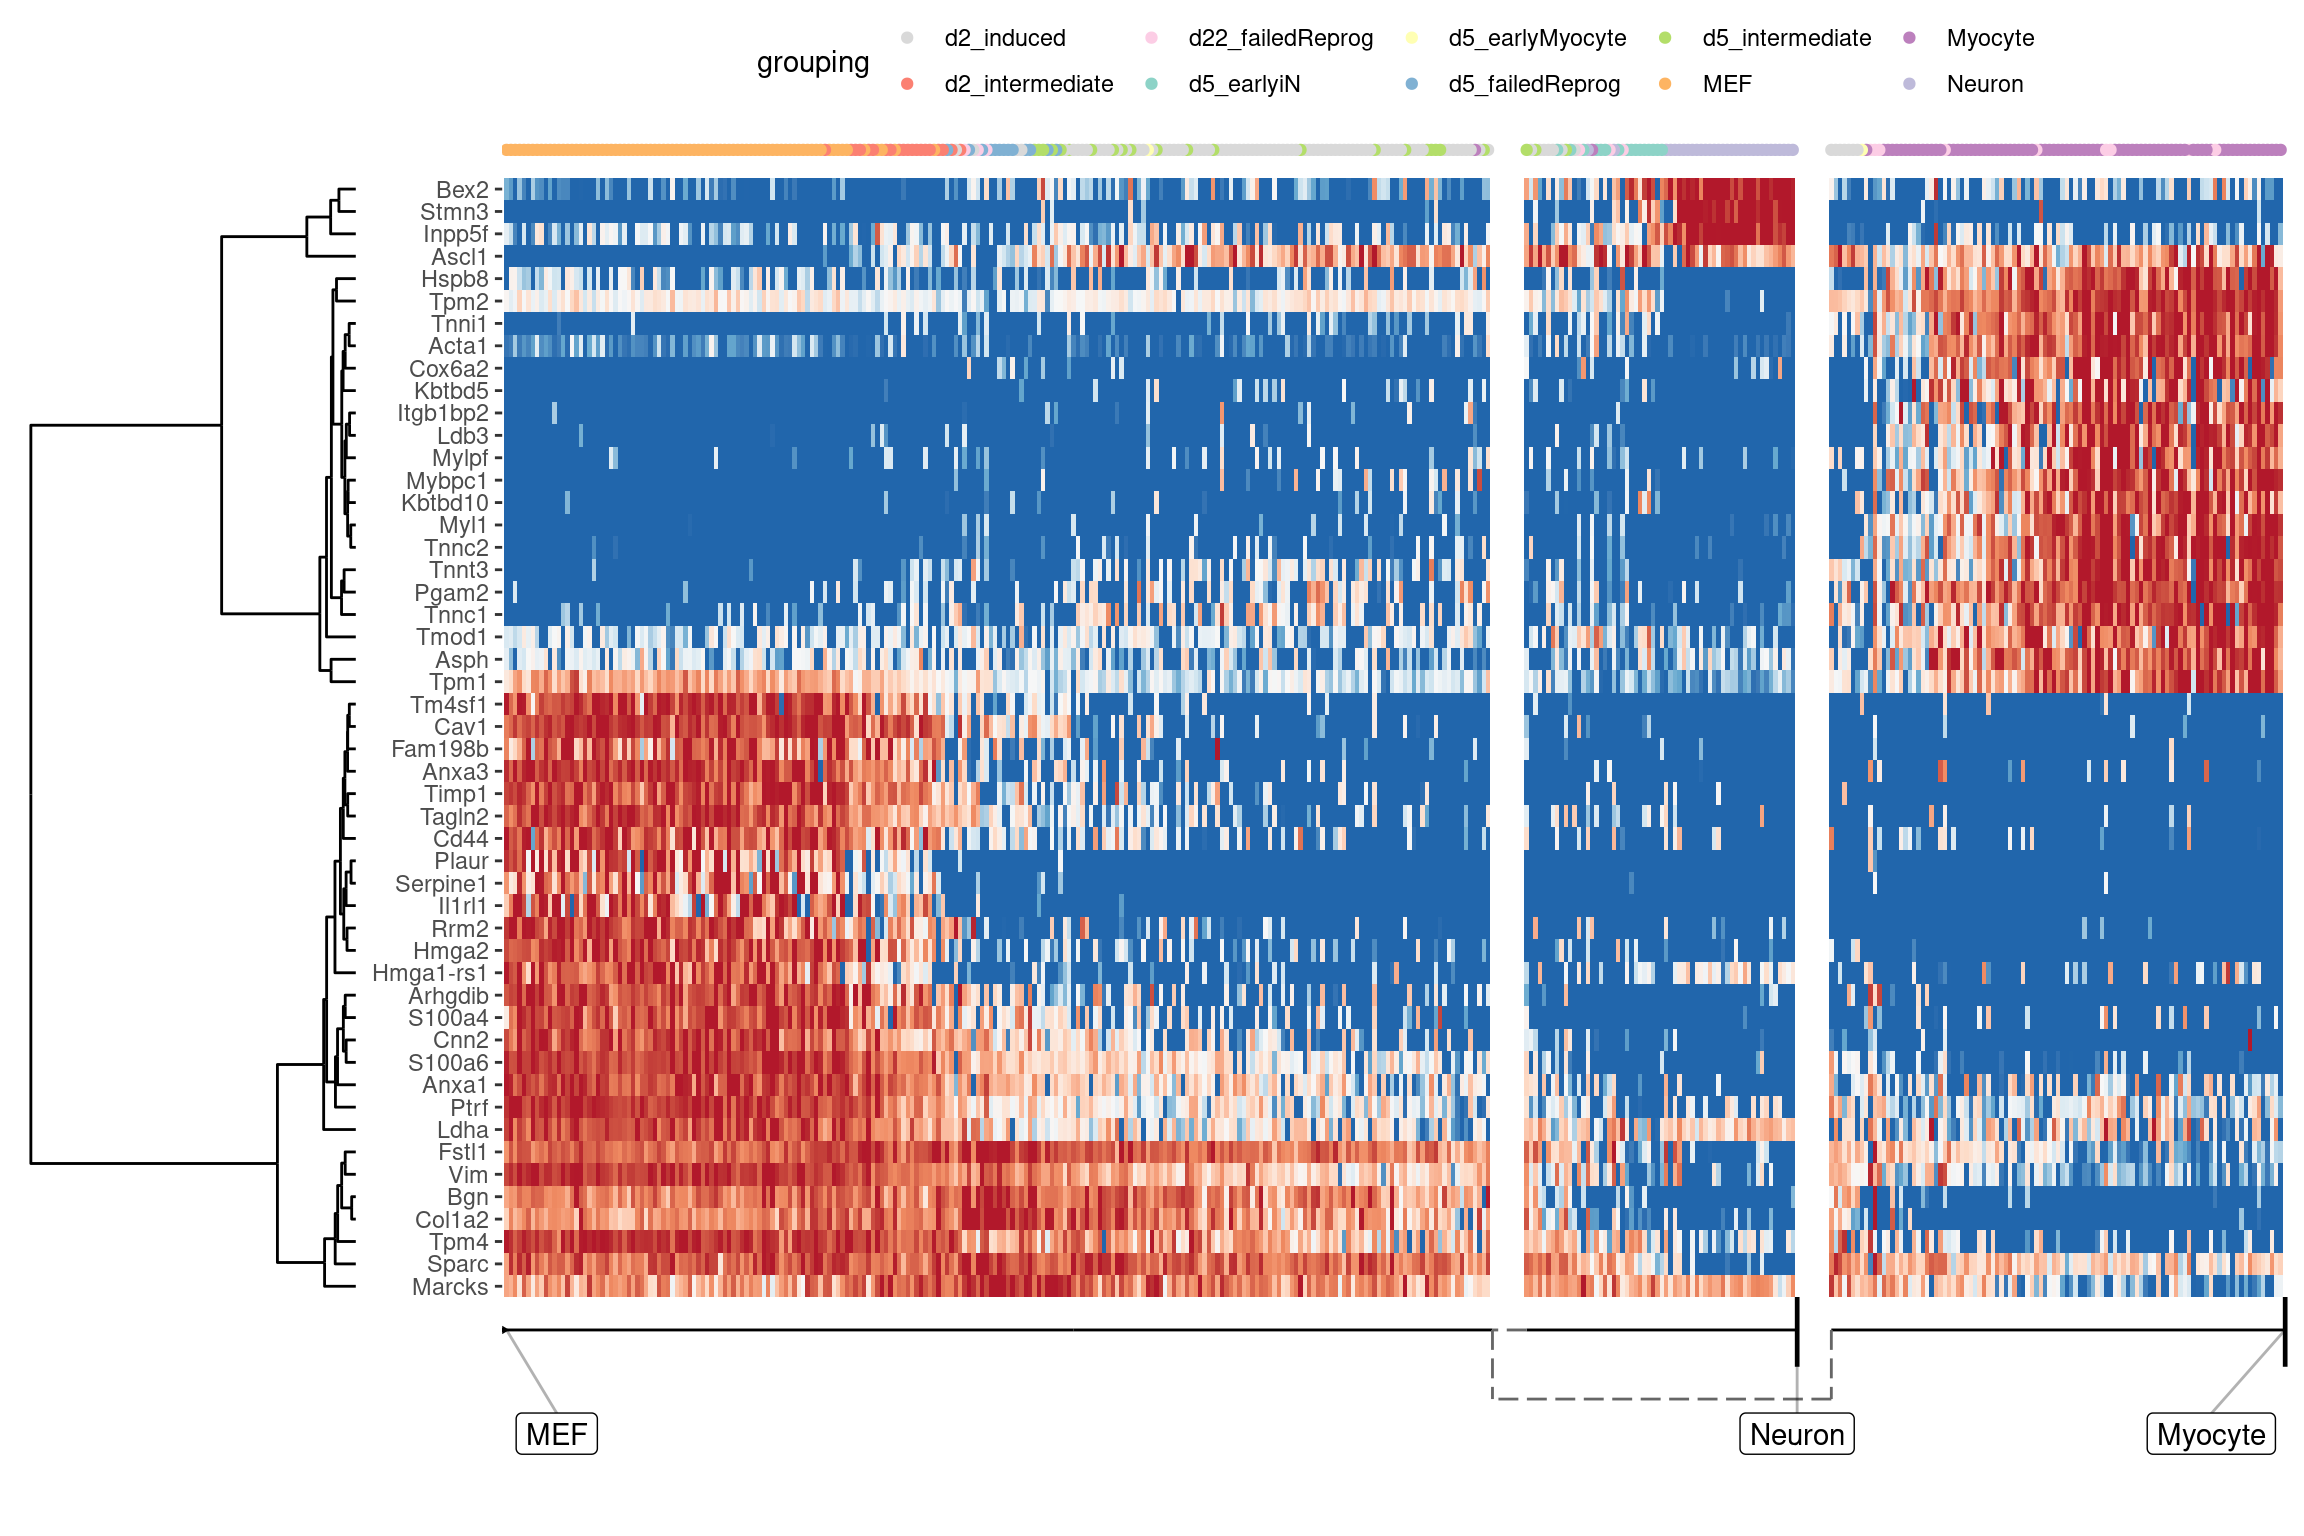 grouping
d2_induced d22_failedReprog d5_earlyMyocyte d5_intermediate Myocyte
d2_intermediate d5_earlyiN d5_failedReprog MEF Neuron
Bex2
Stmn3
Inpp5f
Ascl1
Hspb8
Tpm2
Tnni1
Acta1
Cox6a2
Kbtbd5
Itgb1bp2
Ldb3
Mylpf
Mybpc1
Kbtbd10
Myl1
Tnnc2
Tnnt3
Pgam2
Tnnc1
Tmod1
Asph
Tpm1
Tm4sf1
Cav1
Fam198b
Anxa3
Timp1
Tagln2
Cd44
Plaur
Serpine1
Il1rl1
Rrm2
Hmga2
Hmga1-rs1
Arhgdib
S100a4
Cnn2
S100a6
Anxa1
Ptrf
Ldha
Fstl1
Vim
Bgn
Col1a2
Tpm4
Sparc
Marcks
MEF Neuron Myocyte